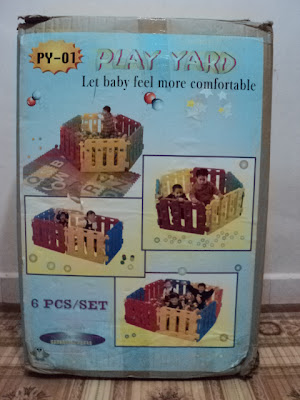 PY-01
PLAY YARD
Let baby feel more comfortable
6 PCS/SET